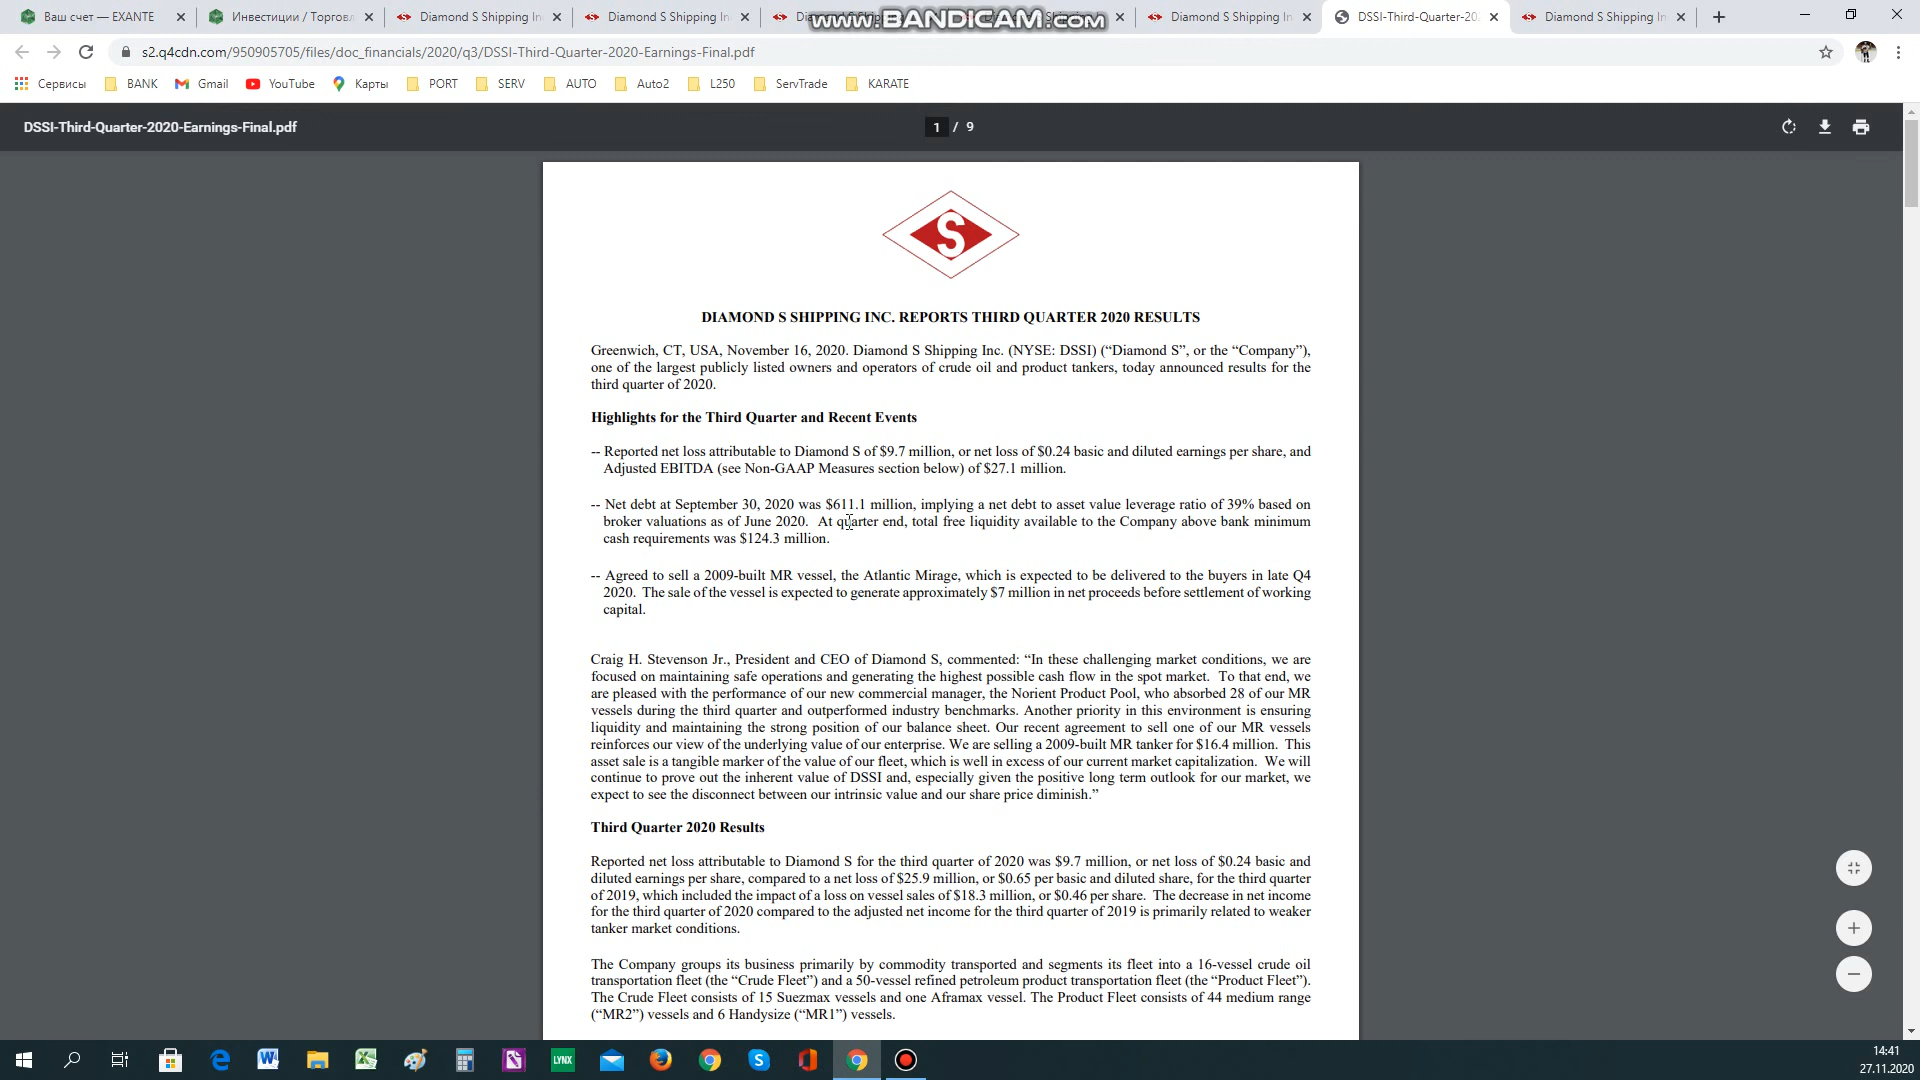 Ваш счет — EXANTE
Инвестиции / Торговл
Diamond S Shipping In
Diamond S Shipping In
Diamond S Shipping In
DSSI-Third-Quarter-20
Diamond S Shipping In
www.BANDICAM.com
s2.q4cdn.com/950905705/files/doc_financials/2020/q3/DSSI-Third-Quarter-2020-Earnings-Final.pdf
Сервисы BANK Gmail YouTube Карты PORT SERV AUTO Auto2 L250 ServTrade KARATE
DSSI-Third-Quarter-2020-Earnings-Final.pdf
1 / 9
S
DIAMOND S SHIPPING INC. REPORTS THIRD QUARTER 2020 RESULTS
Greenwich, CT, USA, November 16, 2020. Diamond S Shipping Inc. (NYSE: DSSI) (“Diamond S”, or the “Company”),
one of the largest publicly listed owners and operators of crude oil and product tankers, today announced results for the
third quarter of 2020.
Highlights for the Third Quarter and Recent Events
-- Reported net loss attributable to Diamond S of $9.7 million, or net loss of $0.24 basic and diluted earnings per share, and
Adjusted EBITDA (see Non-GAAP Measures section below) of $27.1 million.
-- Net debt at September 30, 2020 was $611.1 million, implying a net debt to asset value leverage ratio of 39% based on
broker valuations as of June 2020. At quarter end, total free liquidity available to the Company above bank minimum
cash requirements was $124.3 million.
-- Agreed to sell a 2009-built MR vessel, the Atlantic Mirage, which is expected to be delivered to the buyers in late Q4
2020. The sale of the vessel is expected to generate approximately $7 million in net proceeds before settlement of working
capital.
Craig H. Stevenson Jr., President and CEO of Diamond S, commented: “In these challenging market conditions, we are
focused on maintaining safe operations and generating the highest possible cash flow in the spot market. To that end, we
are pleased with the performance of our new commercial manager, the Norient Product Pool, who absorbed 28 of our MR
vessels during the third quarter and outperformed industry benchmarks. Another priority in this environment is ensuring
liquidity and maintaining the strong position of our balance sheet. Our recent agreement to sell one of our MR vessels
reinforces our view of the underlying value of our enterprise. We are selling a 2009-built MR tanker for $16.4 million. This
asset sale is a tangible marker of the value of our fleet, which is well in excess of our current market capitalization. We will
continue to prove out the inherent value of DSSI and, especially given the positive long term outlook for our market, we
expect to see the disconnect between our intrinsic value and our share price diminish.”
Third Quarter 2020 Results
Reported net loss attributable to Diamond S for the third quarter of 2020 was $9.7 million, or net loss of $0.24 basic and
diluted earnings per share, compared to a net loss of $25.9 million, or $0.65 per basic and diluted share, for the third quarter
of 2019, which included the impact of a loss on vessel sales of $18.3 million, or $0.46 per share. The decrease in net income
for the third quarter of 2020 compared to the adjusted net income for the third quarter of 2019 is primarily related to weaker
tanker market conditions.
The Company groups its business primarily by commodity transported and segments its fleet into a 16-vessel crude oil
transportation fleet (the “Crude Fleet”) and a 50-vessel refined petroleum product transportation fleet (the “Product Fleet”).
The Crude Fleet consists of 15 Suezmax vessels and one Aframax vessel. The Product Fleet consists of 44 medium range
(“MR2”) vessels and 6 Handysize (“MR1”) vessels.
LYNX
14:41
27.11.2020